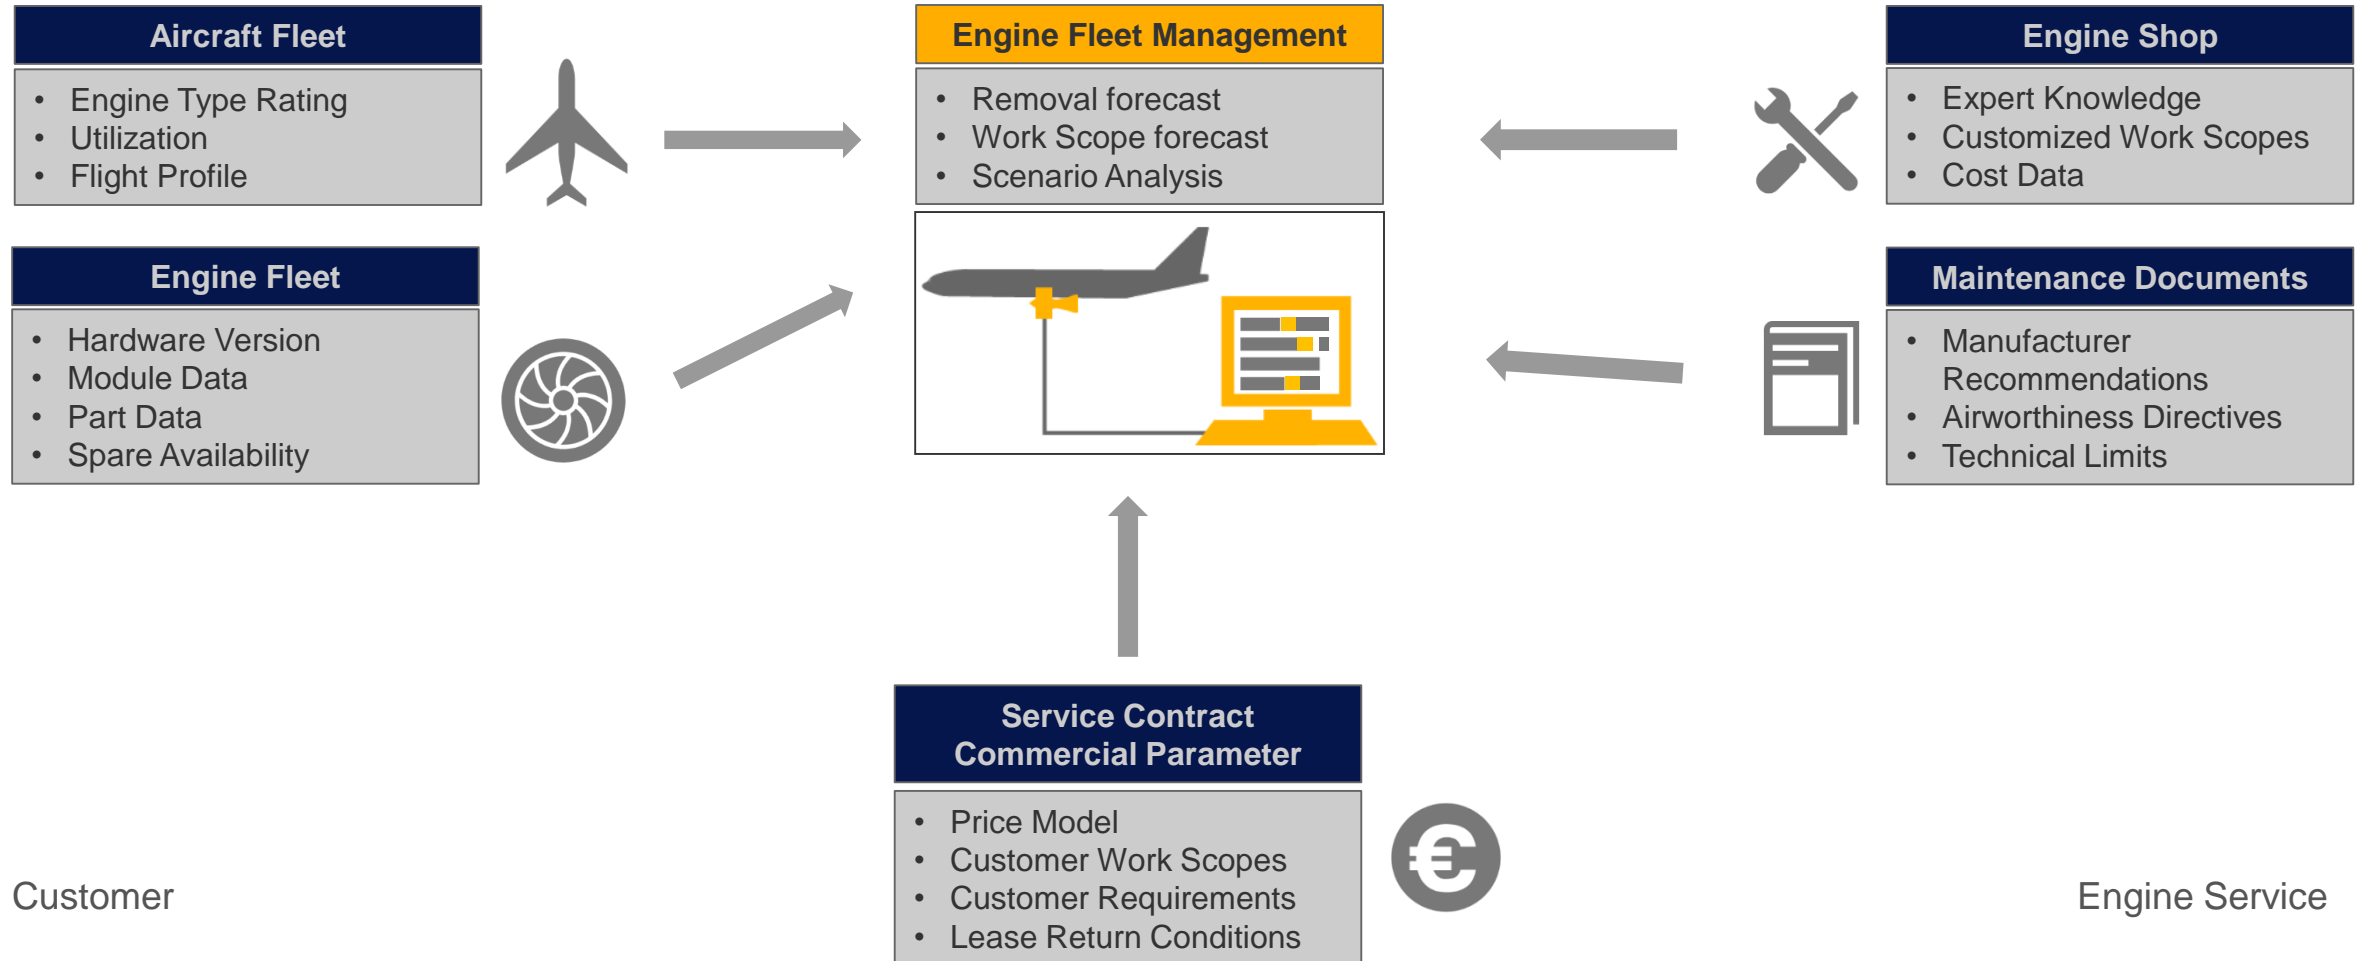 Aircraft Fleet
• Engine Type Rating
• Utilization
• Flight Profile
Engine Fleet
• Hardware Version
• Module Data
• Part Data
• Spare Availability
Engine Fleet Management
• Removal forecast
• Work Scope forecast
• Scenario Analysis
Engine Shop
• Expert Knowledge
• Customized Work Scopes
• Cost Data
Maintenance Documents
• Manufacturer
Recommendations
• Airworthiness Directives
• Technical Limits
Service Contract
Commercial Parameter
• Price Model
• Customer Work Scopes
• Customer Requirements
• Lease Return Conditions
€
Customer
Engine Service